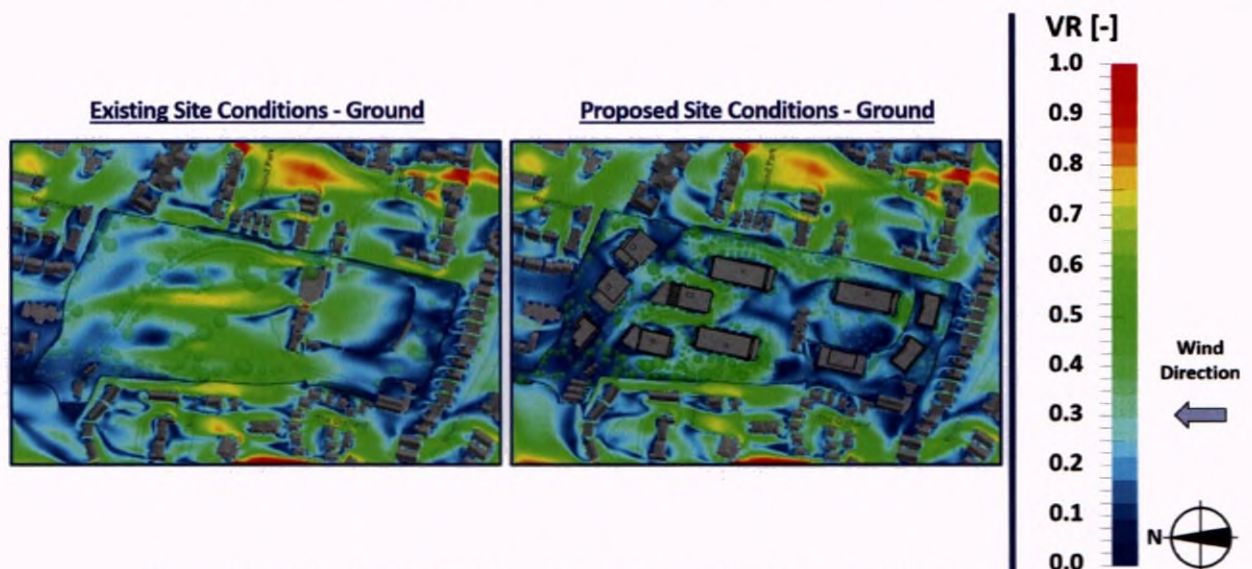 VR [-]
Existing Site Conditions - Ground
Proposed Site Conditions - Ground
1.0
0.9
0.8
0.7
0.6
0.5
0.4
0.3
0.2
0.1
0.0
Wind
Direction
N